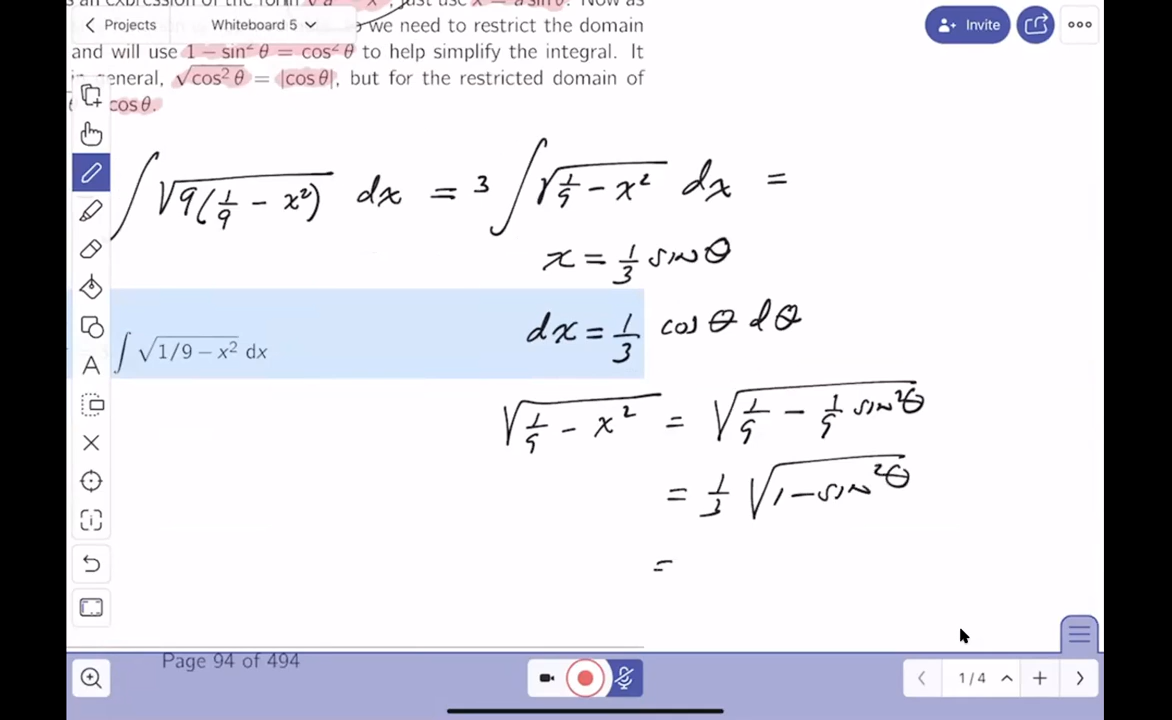 Projects Whiteboard 5 we need to restrict the domain
Invite
and will use 1 − sin² θ = cos² θ to help simplify the integral. It
eneral, √cos² θ = |cos θ|, but for the restricted domain of
cos θ.
∫ √9(1/9 − x²) dx = 3 ∫ √1/9 − x² dx =
x = 1/3 sin θ
dx = 1/3 cos θ dθ
∫ √1/9 − x² dx
√1/9 − x² = √1/9 − 1/9 sin²θ
= 1/3 √1 − sin²θ
=
Page 94 of 494
1/4